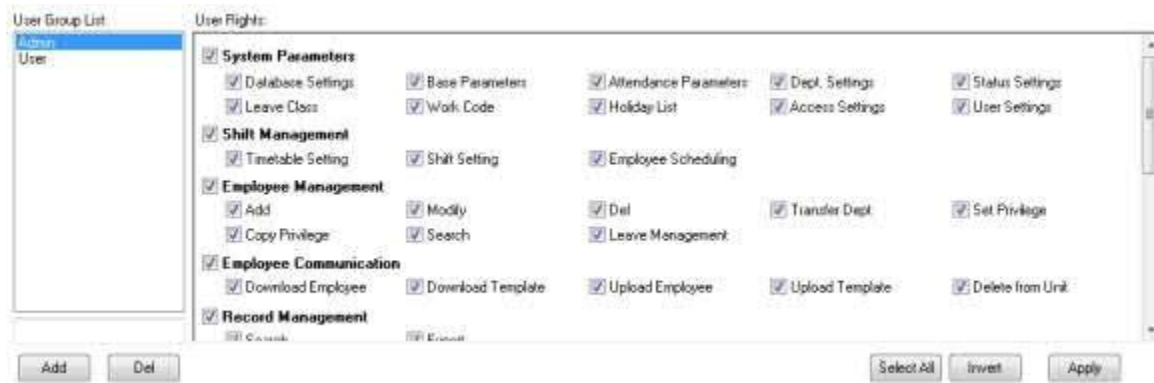 User Group List
Admin
User
Add Del
User Rights:
System Parameters
Database Settings Base Parameters Attendance Parameters Dept. Settings Status Settings
Leave Class Work Code Holiday List Access Settings User Settings
Shift Management
Timetable Setting Shift Setting Employee Scheduling
Employee Management
Add Modify Del Transfer Dept Set Privilege
Copy Privilege Search Leave Management
Employee Communication
Download Employee Download Template Upload Employee Upload Template Delete from Unit
Record Management
Search Export
Select All Invert Apply